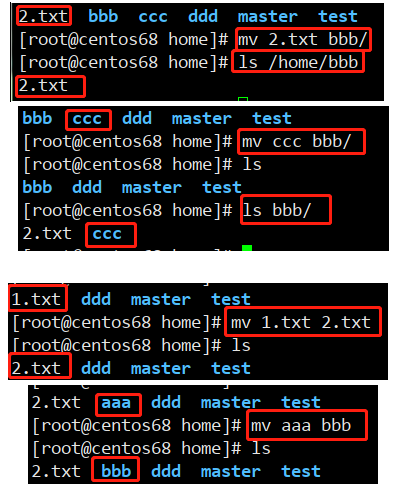 2.txt bbb ccc ddd master test
[root@centos68 home]# mv 2.txt bbb/
[root@centos68 home]# ls /home/bbb
2.txt
bbb ccc ddd master test
[root@centos68 home]# mv ccc bbb/
[root@centos68 home]# ls
bbb ddd master test
[root@centos68 home]# ls bbb/
2.txt ccc
1.txt ddd master test
[root@centos68 home]# mv 1.txt 2.txt
[root@centos68 home]# ls
2.txt ddd master test
2.txt aaa ddd master test
[root@centos68 home]# mv aaa bbb
[root@centos68 home]# ls
2.txt bbb ddd master test